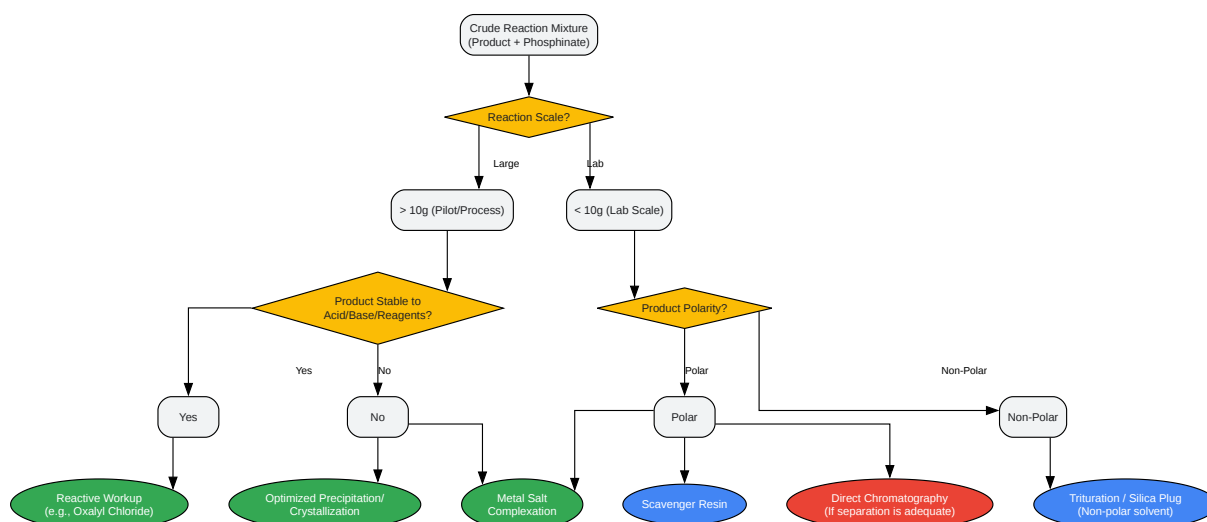 Crude Reaction Mixture
(Product + Phosphinate)
Reaction Scale?
Large
Lab
> 10g (Pilot/Process)
< 10g (Lab Scale)
Product Stable to
Acid/Base/Reagents?
Product Polarity?
Yes
No
Polar
Non-Polar
Yes
No
Polar
Non-Polar
Reactive Workup
(e.g., Oxalyl Chloride)
Optimized Precipitation/
Crystallization
Metal Salt
Complexation
Scavenger Resin
Direct Chromatography
(If separation is adequate)
Trituration / Silica Plug
(Non-polar solvent)